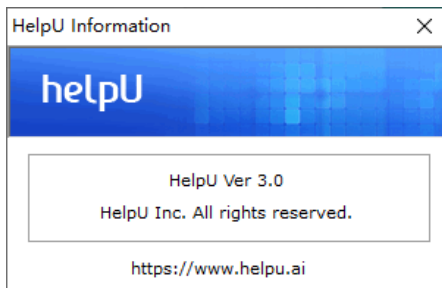 HelpU Information
helpU
HelpU Ver 3.0
HelpU Inc. All rights reserved.
https://www.helpu.ai